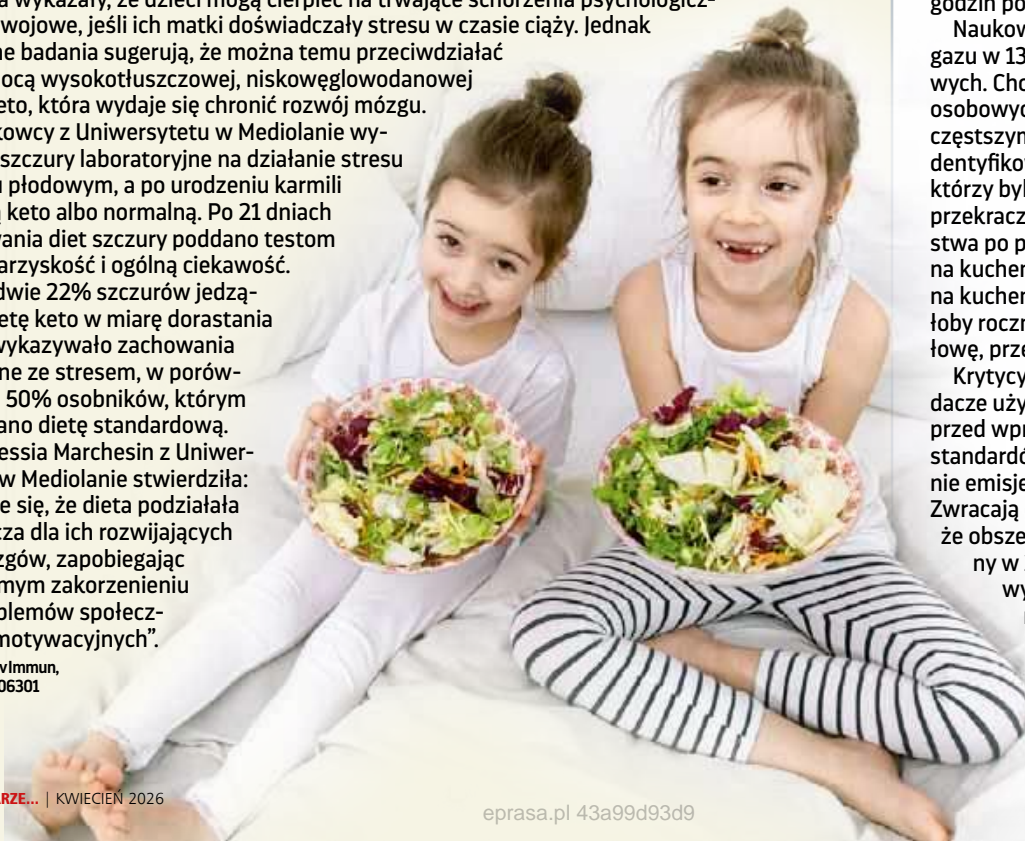 wykazały, że dzieci mogą cierpieć na trwające schorzenia psychologicz-
wojowe, jeśli ich matki doświadczały stresu w czasie ciąży. Jednak
ne badania sugerują, że można temu przeciwdziałać
ocą wysokotłuszczowej, niskowęglowodanowej
eto, która wydaje się chronić rozwój mózgu.
kowcy z Uniwersytetu w Mediolanie wy-
szczury laboratoryjne na działanie stresu
płodowym, a po urodzeniu karmili
keto albo normalną. Po 21 dniach
wania diet szczury poddano testom
arzyskość i ogólną ciekawość.
dwie 22% szczurów jedzą-
etę keto w miarę dorastania
wykazywało zachowania
ne ze stresem, w porów-
50% osobników, którym
ano dietę standardową.
essia Marchesin z Uniwer-
w Mediolanie stwierdziła:
e się, że dieta podziałała
cza dla ich rozwijających
zgów, zapobiegając
mym zakorzenieniu
blemów społecz-
motywacyjnych”.
vImmun,
06301
RZE... | KWIECIEŃ 2026
eprasa.pl 43a99d93d9
godzin po
Naukow
gazu w 13
wych. Cho
osobowyc
częstszym
dentyfiko
którzy byl
przekracz
stwa po p
na kuchen
na kuchen
łoby roczn
łowę, prze
Krytycy
dacze uży
przed wpr
standardó
nie emisje
Zwracają
że obsze
ny w
wy